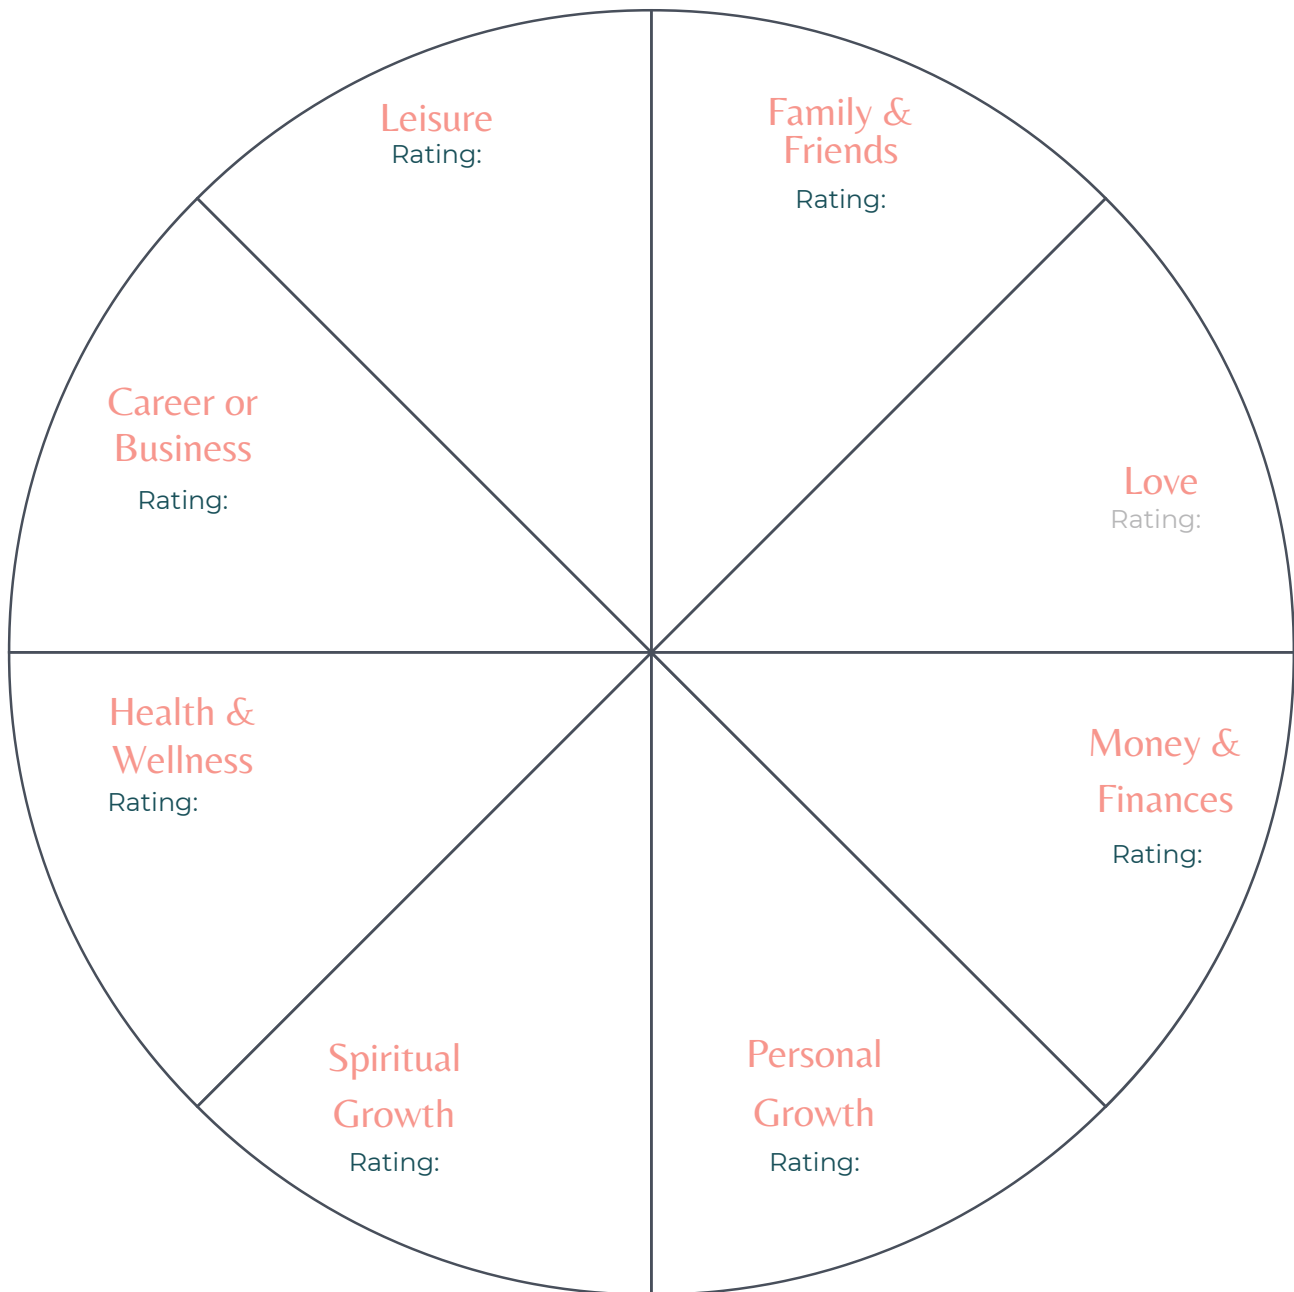 Leisure
Rating:
Family &
Friends
Rating:
Love
Rating:
Money &
Finances
Rating:
Personal
Growth
Rating:
Spiritual
Growth
Rating:
Health &
Wellness
Rating:
Career or
Business
Rating: